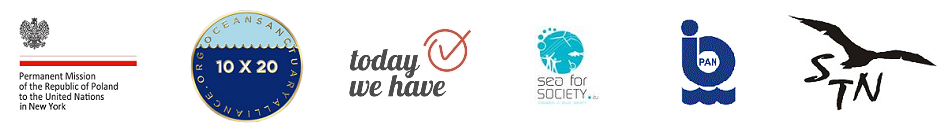 Permanent Mission
of the Republic of Poland
to the United Nations
in New York
OCEANSANCTUARYALLIANCE.ORG
10 X 20
today
we have
sea for
SOCIETY.eu
PAN
STN